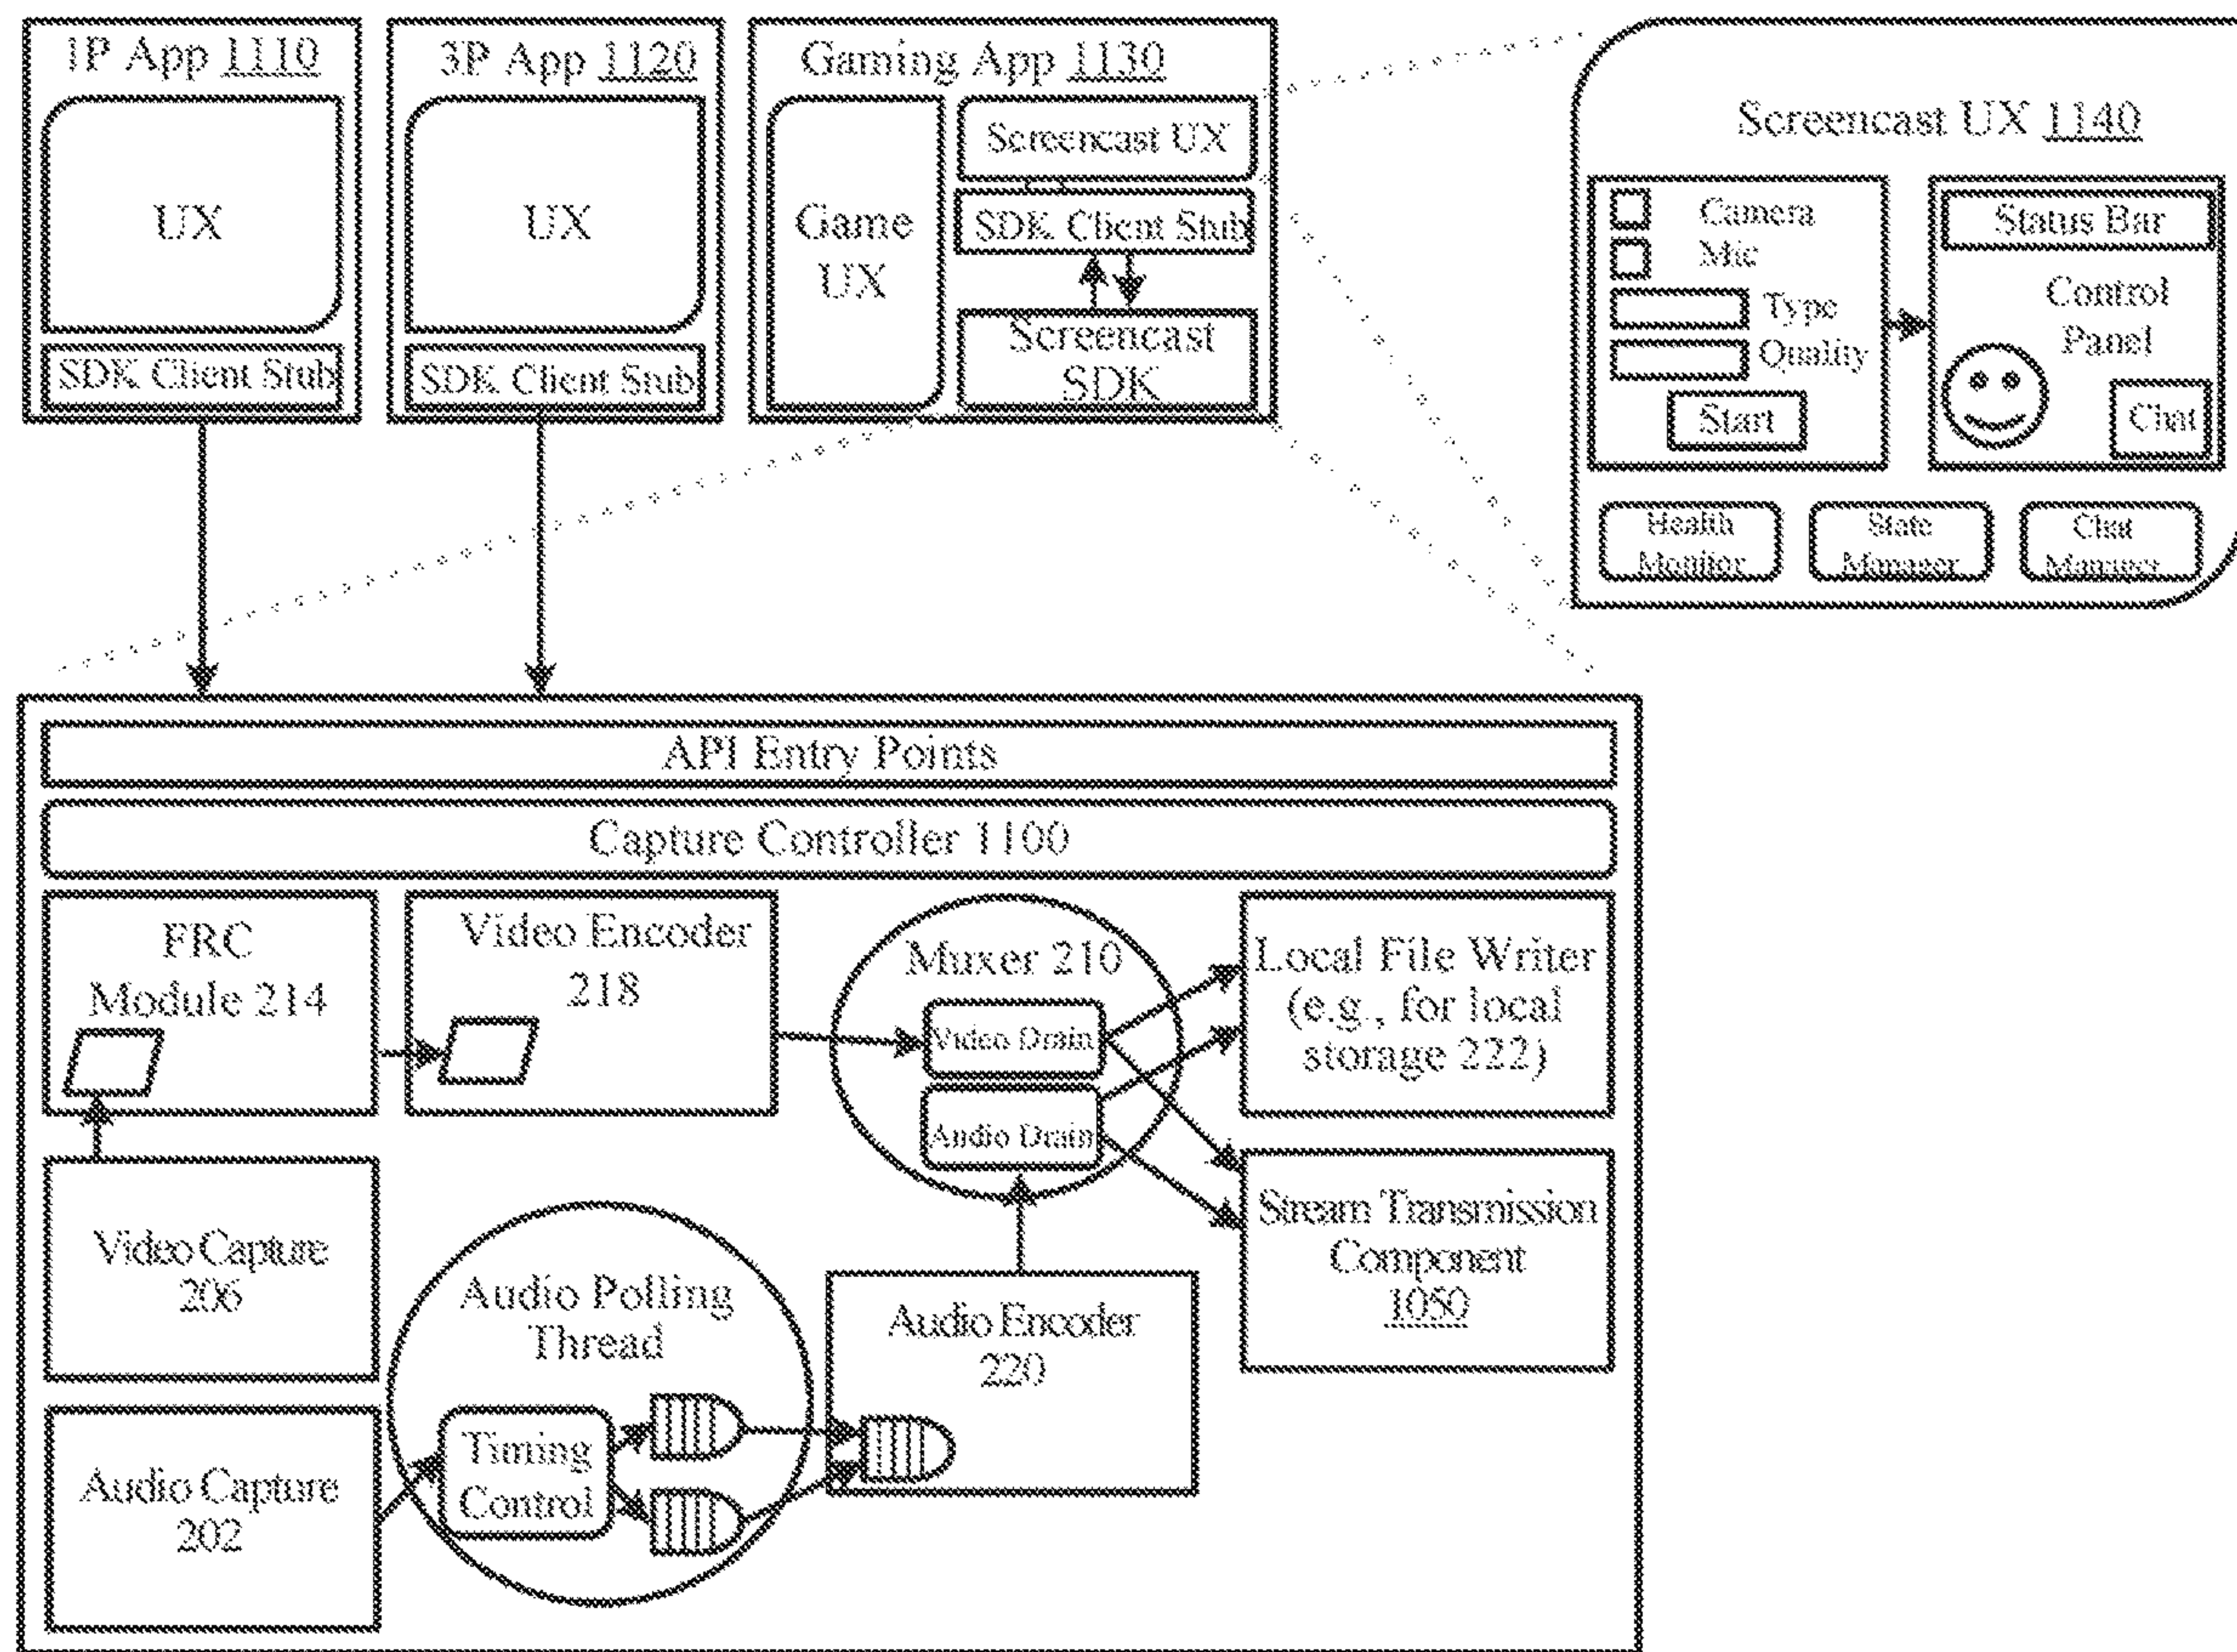 1P App 1110
UX
SDK Client Stub
3P App 1120
UX
SDK Client Stub
Gaming App 1130
Game
UX
Screencast UX
SDK Client Stub
Screencast
SDK
Screencast UX 1140
Camera
Mic
Type
Quality
Start
Status Bar
Control
Panel
Chat
Health
Monitor
State
Manager
Chat
Manager
API Entry Points
Capture Controller 1100
FRC
Module 214
Video Encoder
218
Muxer 210
Video Drain
Audio Drain
Local File Writer
(e.g., for local
storage 222)
Video Capture
206
Audio Polling
Thread
Timing
Control
Audio Encoder
220
Stream Transmission
Component
1050
Audio Capture
202